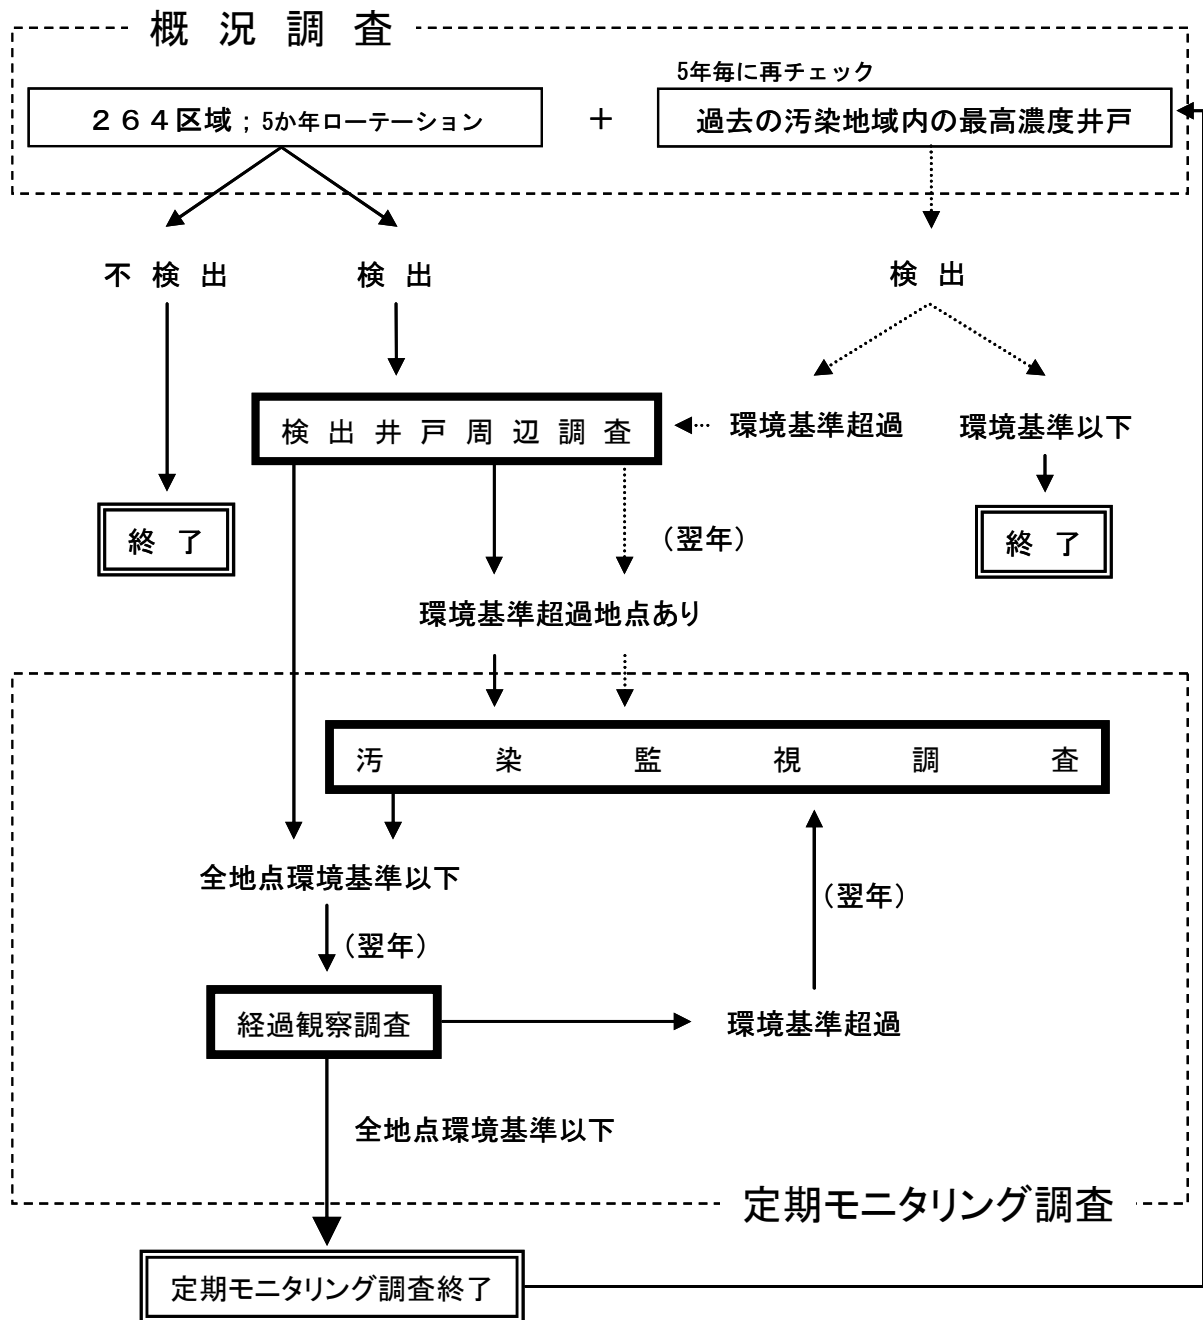 概況調査
5年毎に再チェック
２６４区域；5か年ローテーション
＋
過去の汚染地域内の最高濃度井戸
不検出
検出
検出
検出井戸周辺調査
環境基準超過
環境基準以下
終了
（翌年）
終了
環境基準超過地点あり
汚染監視調査
全地点環境基準以下
（翌年）
（翌年）
経過観察調査
環境基準超過
全地点環境基準以下
定期モニタリング調査
定期モニタリング調査終了